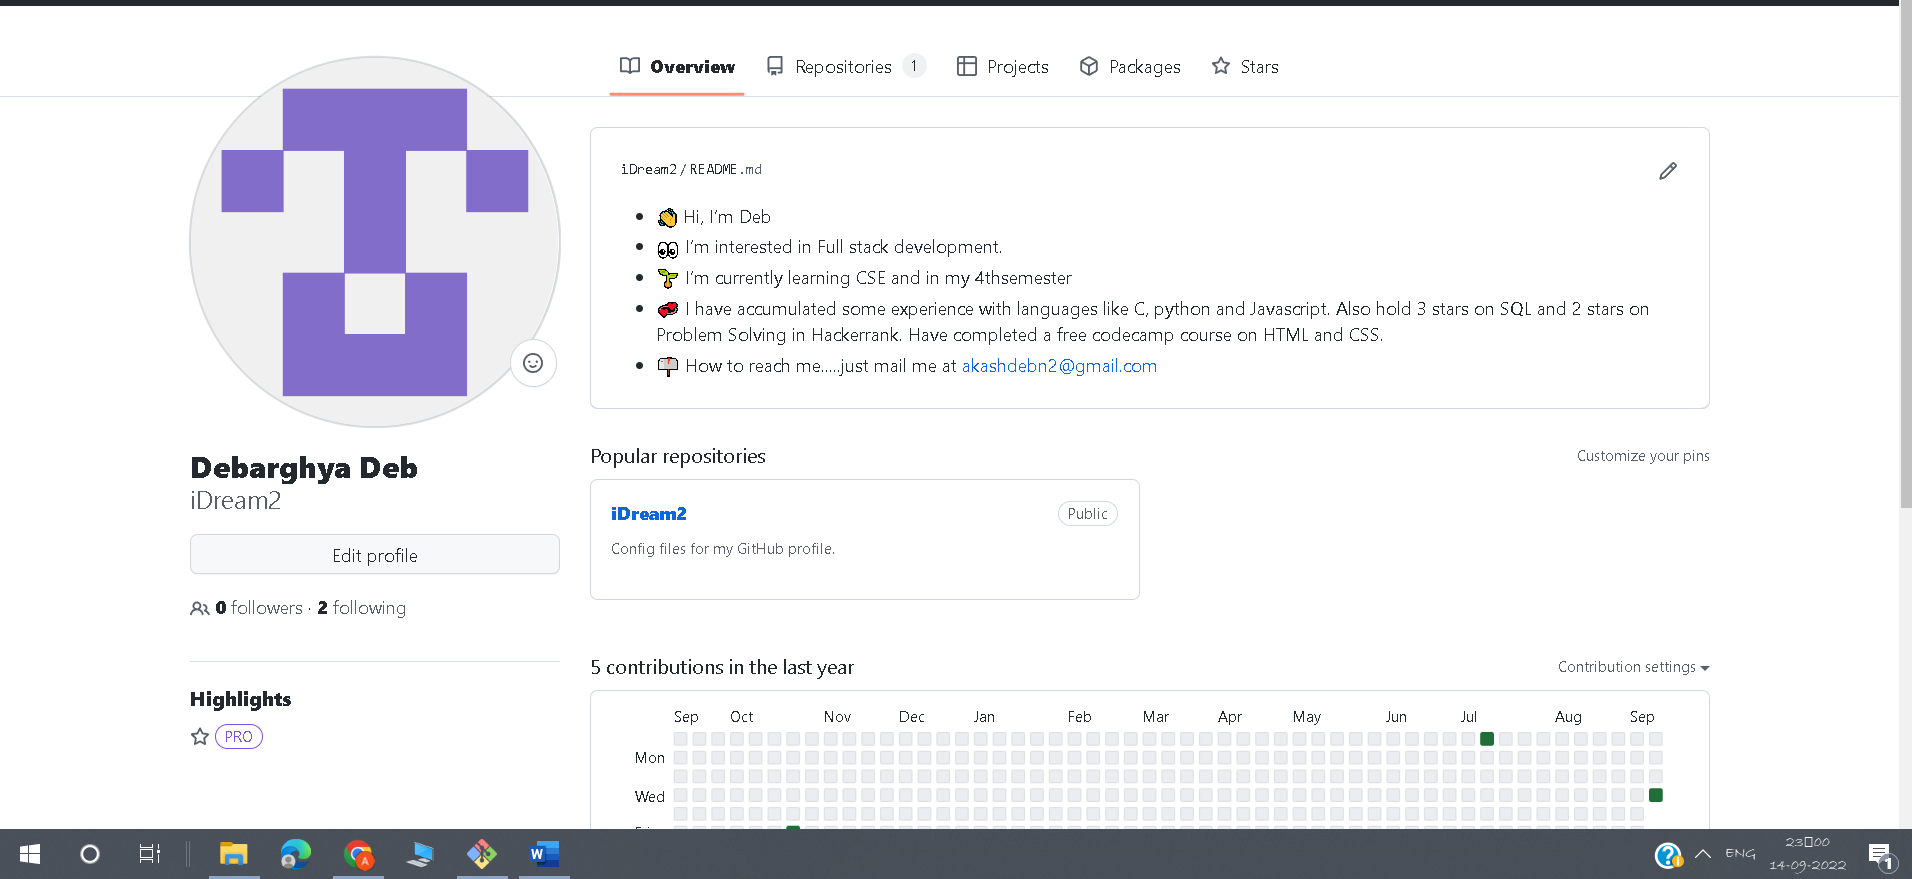 Overview Repositories 1 Projects Packages Stars
iDream2/README.md
Hi, I'm Deb
I'm interested in Full stack development.
I'm currently learning CSE and in my 4thsemester
I have accumulated some experience with languages like C, python and Javascript. Also hold 3 stars on SQL and 2 stars on
Problem Solving in Hackerrank. Have completed a free codecamp course on HTML and CSS.
How to reach me.....just mail me at akashdebn2@gmail.com
Debarghya Deb
iDream2
Edit profile
0 followers · 2 following
Highlights
PRO
Popular repositories Customize your pins
iDream2 Public
Config files for my GitHub profile.
5 contributions in the last year Contribution settings
Sep Oct Nov Dec Jan Feb Mar Apr May Jun Jul Aug Sep
Mon
Wed
A
W
ENG
23▯00
14-09-2022
1